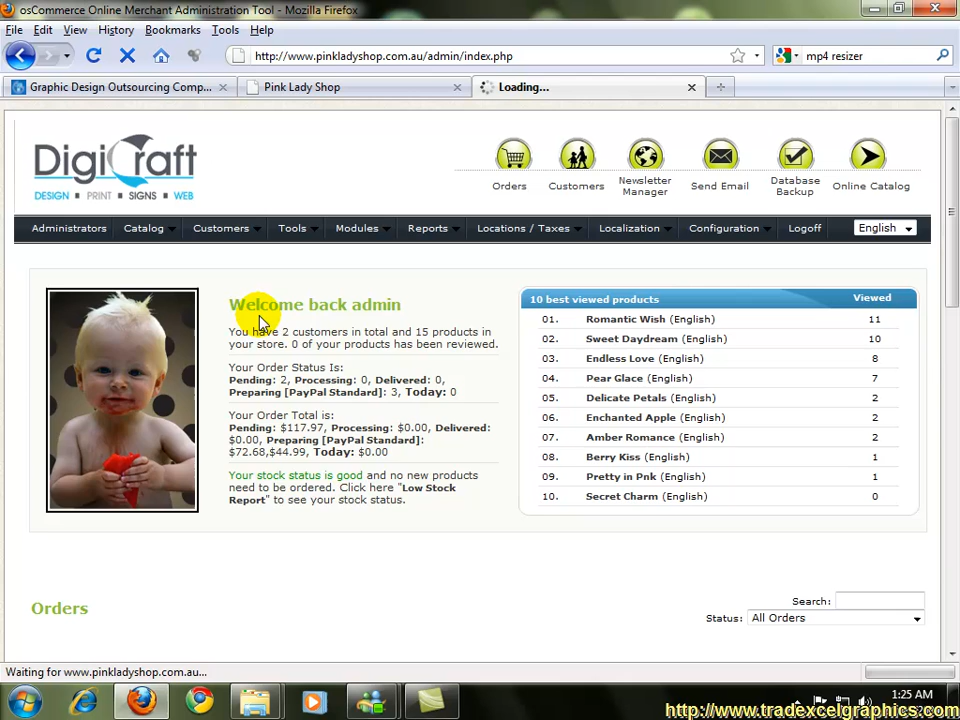 osCommerce Online Merchant Administration Tool - Mozilla Firefox
File Edit View History Bookmarks Tools Help
http://www.pinkladyshop.com.au/admin/index.php
mp4 resizer
Graphic Design Outsourcing Comp...
Pink Lady Shop
Loading...
DigiCraft
DESIGN ■ PRINT ■ SIGNS ■ WEB
Orders
Customers
Newsletter
Manager
Send Email
Database
Backup
Online Catalog
Administrators Catalog Customers Tools Modules Reports Locations / Taxes Localization Configuration Logoff English
Welcome back admin
You have 2 customers in total and 15 products in
your store. 0 of your products has been reviewed.
Your Order Status Is:
Pending: 2, Processing: 0, Delivered: 0,
Preparing [PayPal Standard]: 3, Today: 0
Your Order Total is:
Pending: $117.97, Processing: $0.00, Delivered:
$0.00, Preparing [PayPal Standard]:
$72.68,$44.99, Today: $0.00
Your stock status is good and no new products
need to be ordered. Click here "Low Stock
Report" to see your stock status.
10 best viewed products Viewed
01. Romantic Wish (English) 11
02. Sweet Daydream (English) 10
03. Endless Love (English) 8
04. Pear Glace (English) 7
05. Delicate Petals (English) 2
06. Enchanted Apple (English) 2
07. Amber Romance (English) 2
08. Berry Kiss (English) 1
09. Pretty in Pnk (English) 1
10. Secret Charm (English) 0
Orders
Search:
Status: All Orders
Waiting for www.pinkladyshop.com.au...
1:25 AM
http://www.tradexcelgraphics.com